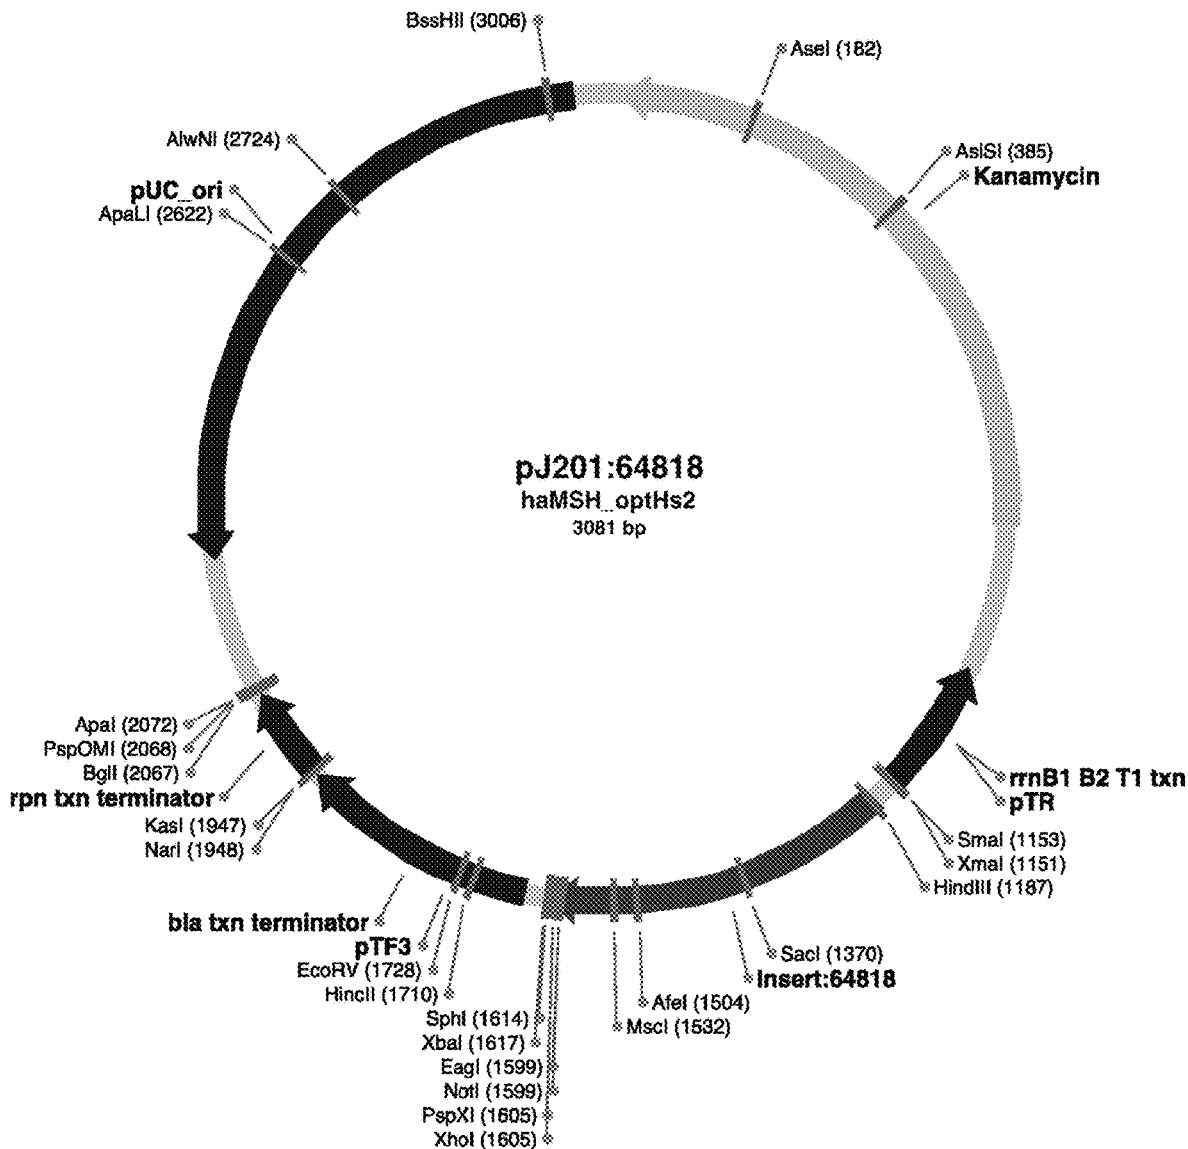 BssHII (3006)
AseI (182)
AlwNI (2724)
AsiSI (385)
pUC_ori
Kanamycin
ApaLI (2622)
pJ201:64818
haMSH_optHs2
3081 bp
ApaI (2072)
PspOMI (2068)
BglI (2067)
rpn txn terminator
KasI (1947)
NarI (1948)
rrnB1 B2 T1 txn
pTR
SmaI (1153)
XmaI (1151)
HindIII (1187)
bla txn terminator
pTF3
EcoRV (1728)
HincII (1710)
SacI (1370)
Insert:64818
AfeI (1504)
MscI (1532)
SphI (1614)
XbaI (1617)
EagI (1599)
NotI (1599)
PspXI (1605)
XhoI (1605)